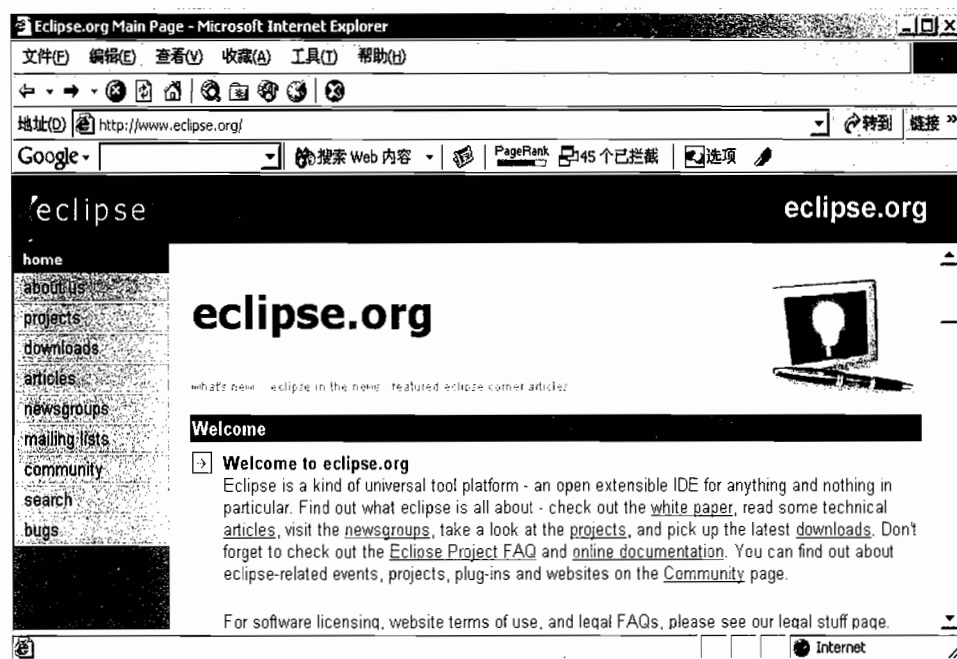 Eclipse.org Main Page - Microsoft Internet Explorer
文件(F) 编辑(E) 查看(V) 收藏(A) 工具(T) 帮助(H)
地址(D) http://www.eclipse.org/ 转到 链接 »
Google 搜索 Web 内容 PageRank 45 个已拦截 选项
eclipse eclipse.org
home
about us
projects
downloads
articles
newsgroups
mailing lists
community
search
bugs
eclipse.org
what's new eclipse in the news featured eclipse corner articles
Welcome
Welcome to eclipse.org
Eclipse is a kind of universal tool platform - an open extensible IDE for anything and nothing in
particular. Find out what eclipse is all about - check out the white paper, read some technical
articles, visit the newsgroups, take a look at the projects, and pick up the latest downloads. Don't
forget to check out the Eclipse Project FAQ and online documentation. You can find out about
eclipse-related events, projects, plug-ins and websites on the Community page.
For software licensing, website terms of use, and legal FAQs, please see our legal stuff page.
Internet